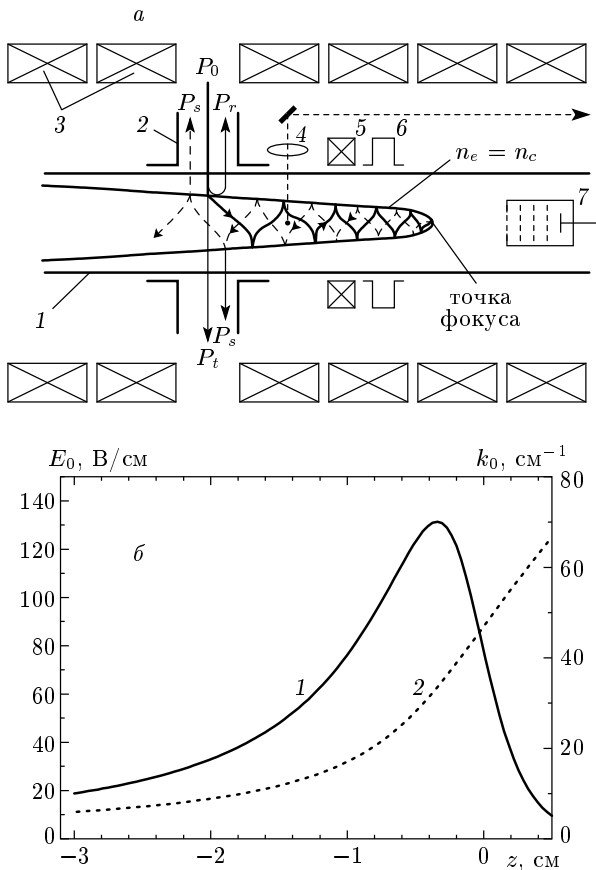 а
P₀
Pₛ Pᵣ
3 2 4 5 6
nₑ = n_c
7
1
точка
фокуса
Pₛ
Pₜ
E₀, В/см k₀, см⁻¹
140 80
120 б
60
100
80 40
60 1 2
40 20
20
0 0
−3 −2 −1 0 z, см